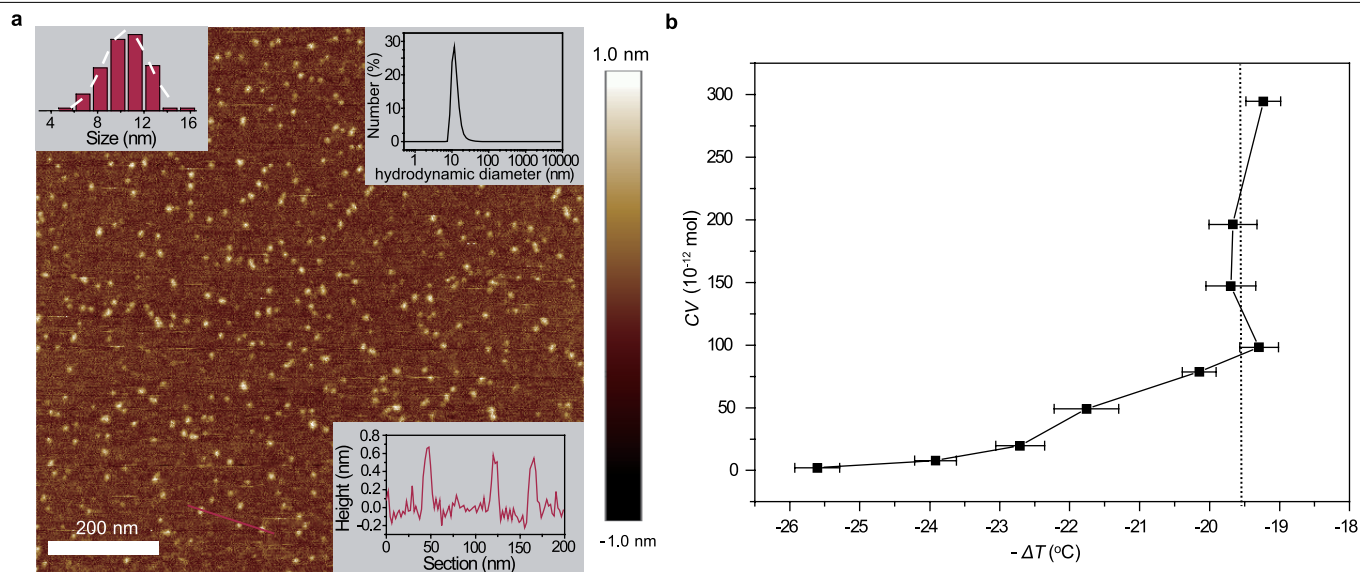 a
4 8 12 16
Size (nm)
30
20
10
0
Number (%)
1 10 100 1000 10000
hydrodynamic diameter (nm)
0.8
0.6
0.4
0.2
0.0
-0.2
Height (nm)
0 50 100 150 200
Section (nm)
200 nm
1.0 nm
-1.0 nm
b
300
250
200
150
100
50
0
CV (10⁻¹² mol)
-26 -25 -24 -23 -22 -21 -20 -19 -18
- ΔT (°C)